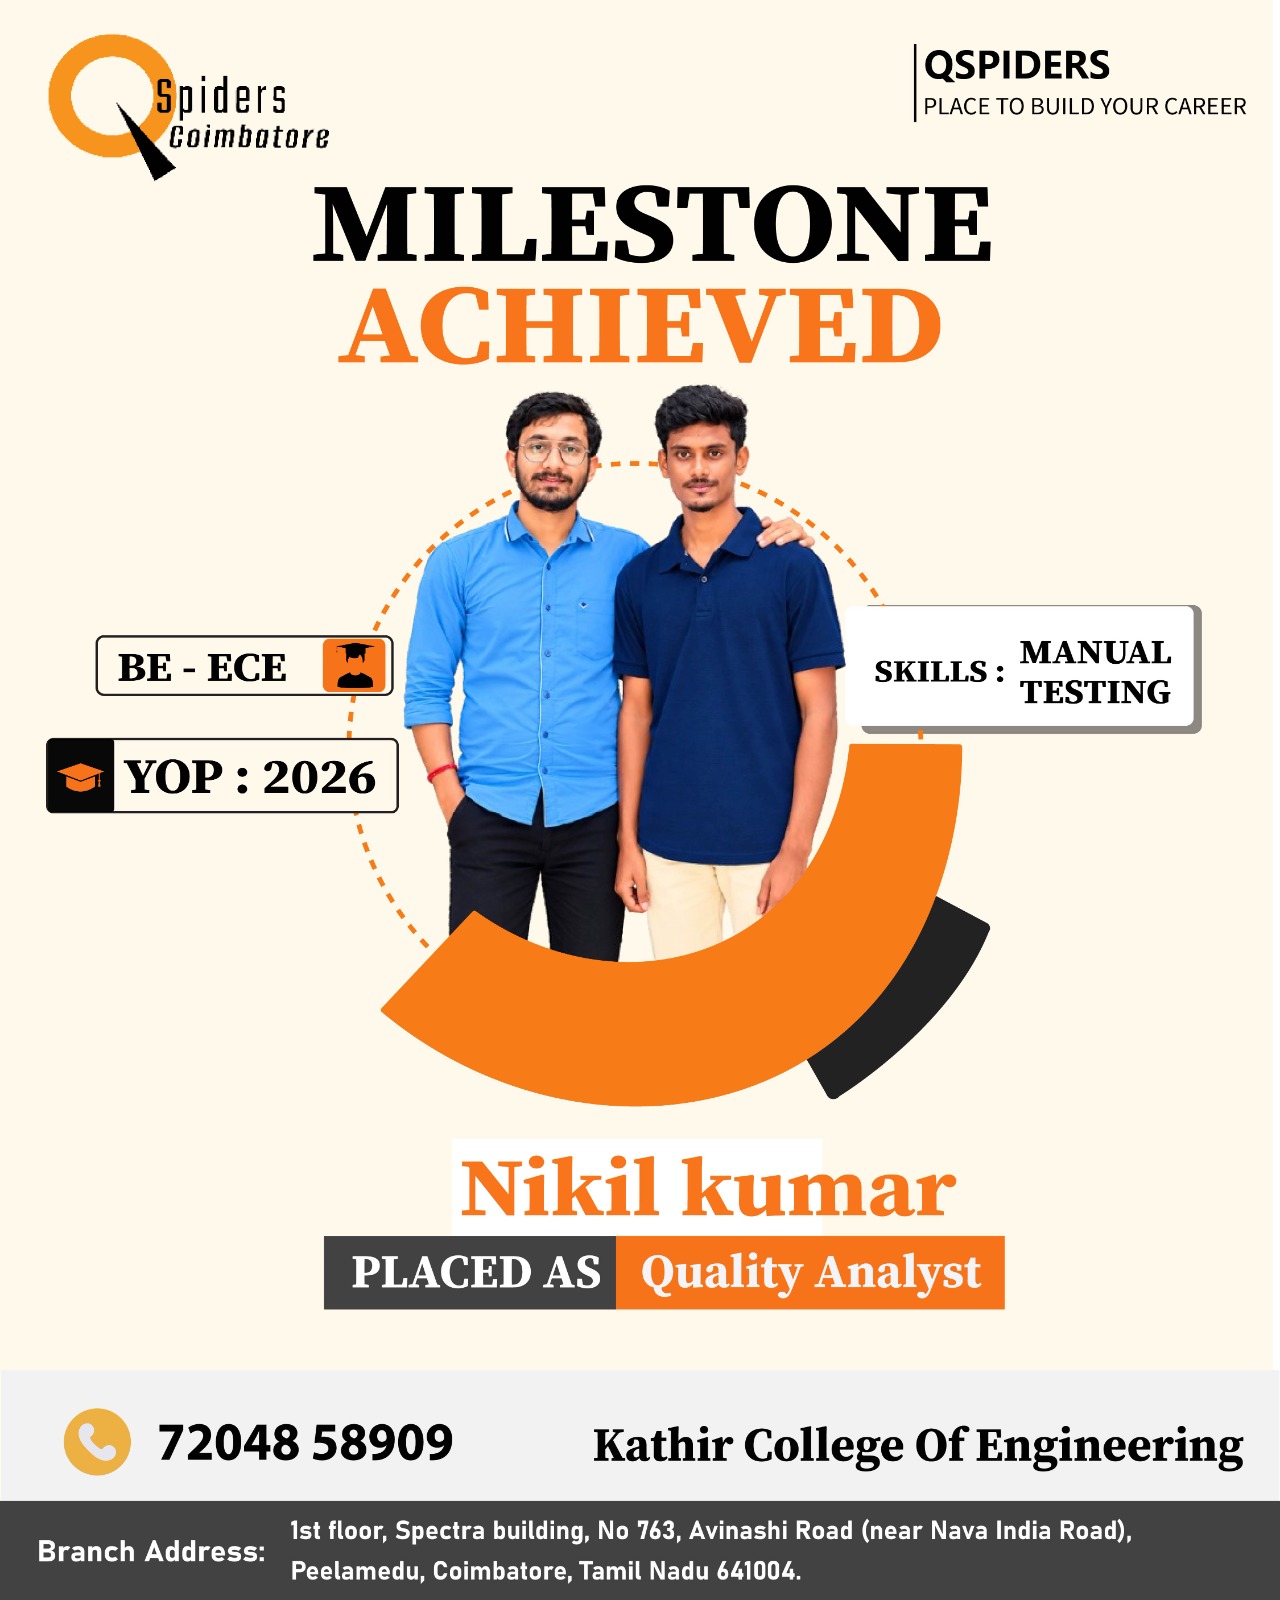 Spiders
Coimbatore
QSPIDERS
PLACE TO BUILD YOUR CAREER
MILESTONE
ACHIEVED
BE - ECE
YOP : 2026
SKILLS : MANUAL
TESTING
Nikil kumar
PLACED AS Quality Analyst
72048 58909
Kathir College Of Engineering
Branch Address: 1st floor, Spectra building, No 763, Avinashi Road (near Nava India Road),
Peelamedu, Coimbatore, Tamil Nadu 641004.